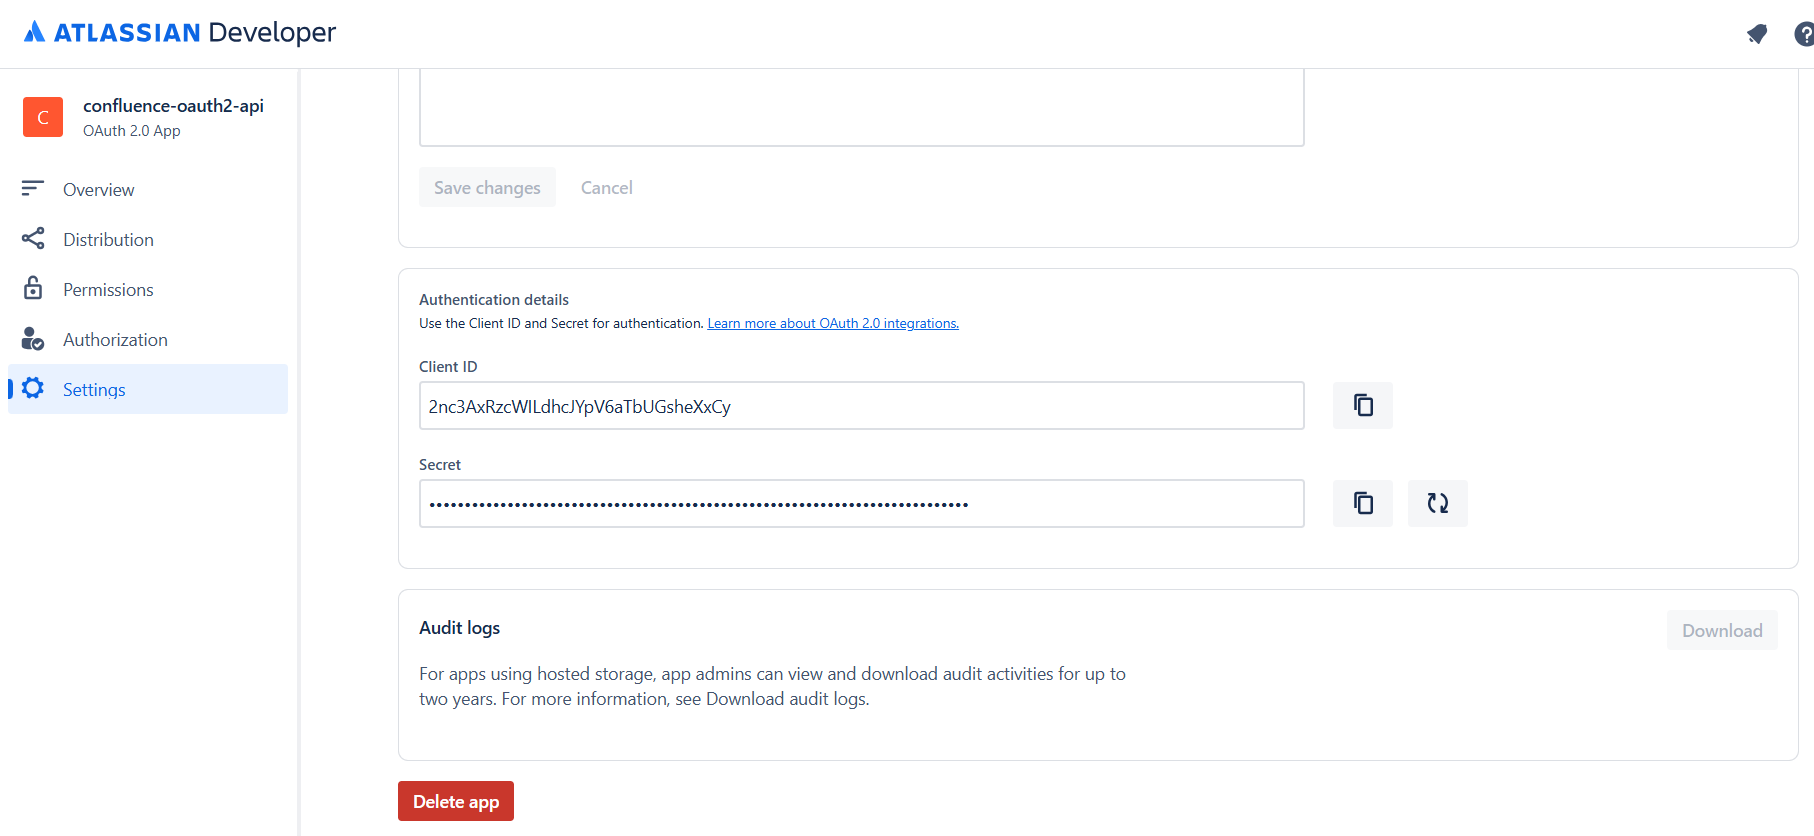 ATLASSIAN Developer
?
C
confluence-oauth2-api
OAuth 2.0 App
Overview
Distribution
Permissions
Authorization
Settings
Save changes Cancel
Authentication details
Use the Client ID and Secret for authentication. Learn more about OAuth 2.0 integrations.
Client ID
2nc3AxRzcWILdhcJYpV6aTbUGsheXxCy
Secret
••••••••••••••••••••••••••••••••••••••••••••••••••••••••••••••••••••••••••••
Audit logs
Download
For apps using hosted storage, app admins can view and download audit activities for up to
two years. For more information, see Download audit logs.
Delete app